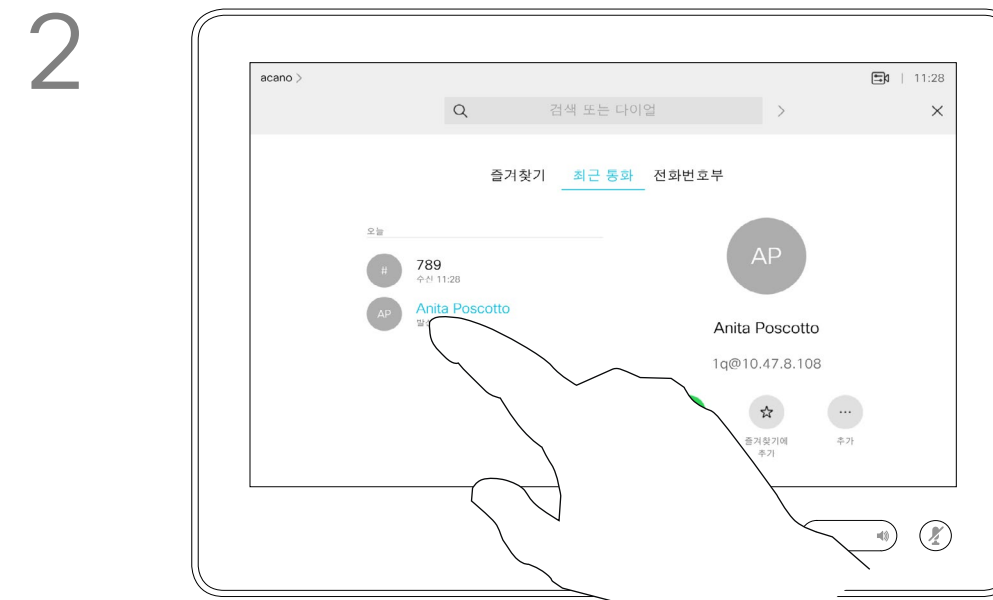 2
acano >
11:28
검색 또는 다이얼
즐겨찾기 최근 통화 전화번호부
오늘
#
789
수신 11:28
AP
Anita Poscotto
AP
Anita Poscotto
1q@10.47.8.108
즐겨찾기에
추기
추가